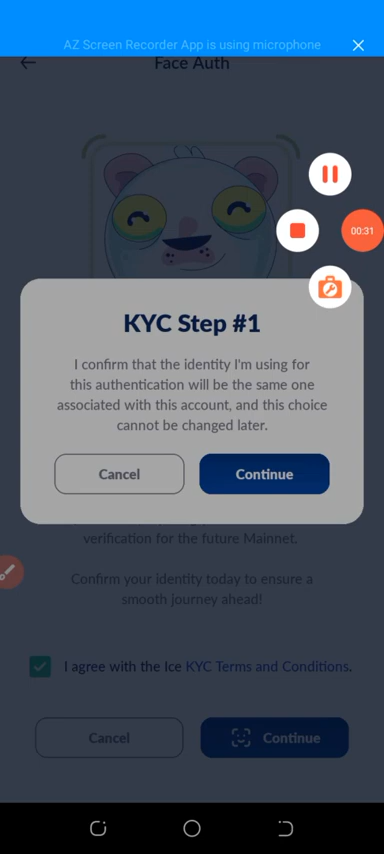 AZ Screen Recorder App is using microphone
Face Auth
00:31
KYC Step #1
I confirm that the identity I'm using for
this authentication will be the same one
associated with this account, and this choice
cannot be changed later.
Cancel
Continue
verification for the future Mainnet.
Confirm your identity today to ensure a
smooth journey ahead!
I agree with the Ice KYC Terms and Conditions.
Cancel
Continue